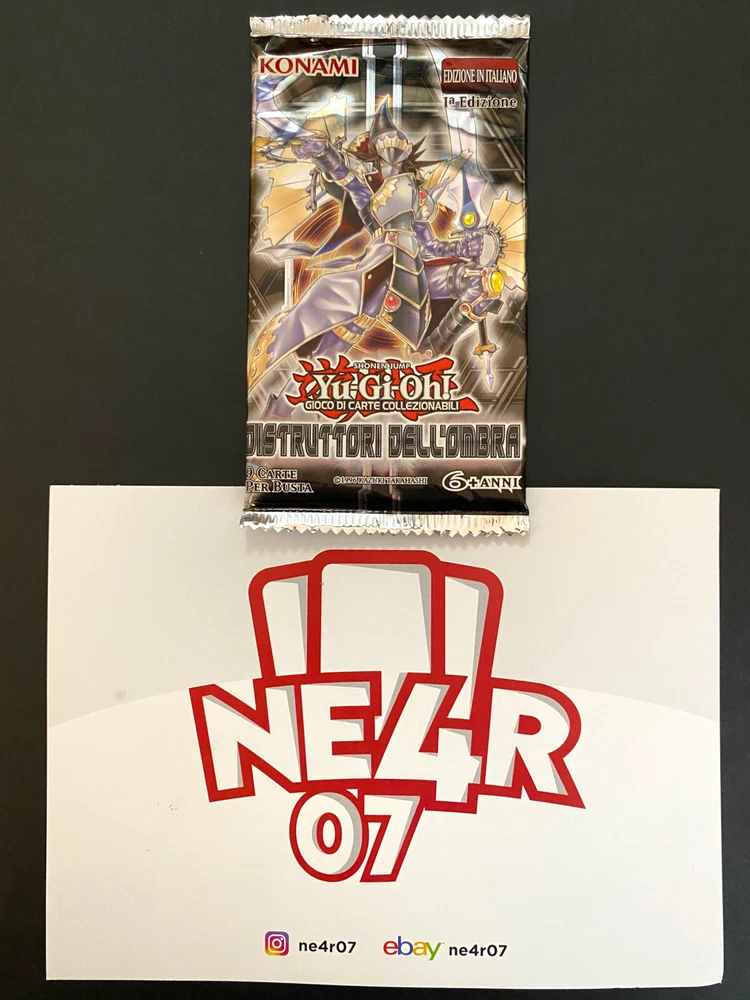 KONAMI
EDIZIONE IN ITALIANO
Iª Edizione
SHONEN JUMP
Yu-Gi-Oh!
GIOCO DI CARTE COLLEZIONABILI
DISTRUTTORI DELL'OMBRA
9 CARTE
PER BUSTA
©1996 KAZUKI TAKAHASHI
6+ANNI
NE4R
07
ne4r07
ebay ne4r07